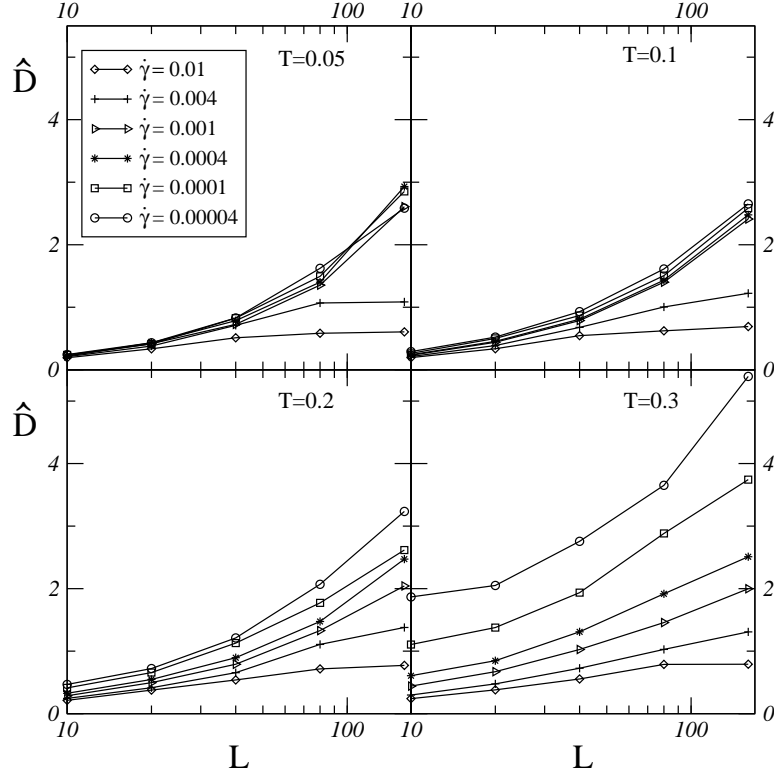 10 100 10 100
D̂ T=0.05 T=0.1
γ̇ = 0.01
γ̇ = 0.004
γ̇ = 0.001
γ̇ = 0.0004
γ̇ = 0.0001
γ̇ = 0.00004
4 4
2 2
0 0
D̂ T=0.2 T=0.3
4 4
2 2
0 0
10 100 10 100
L L